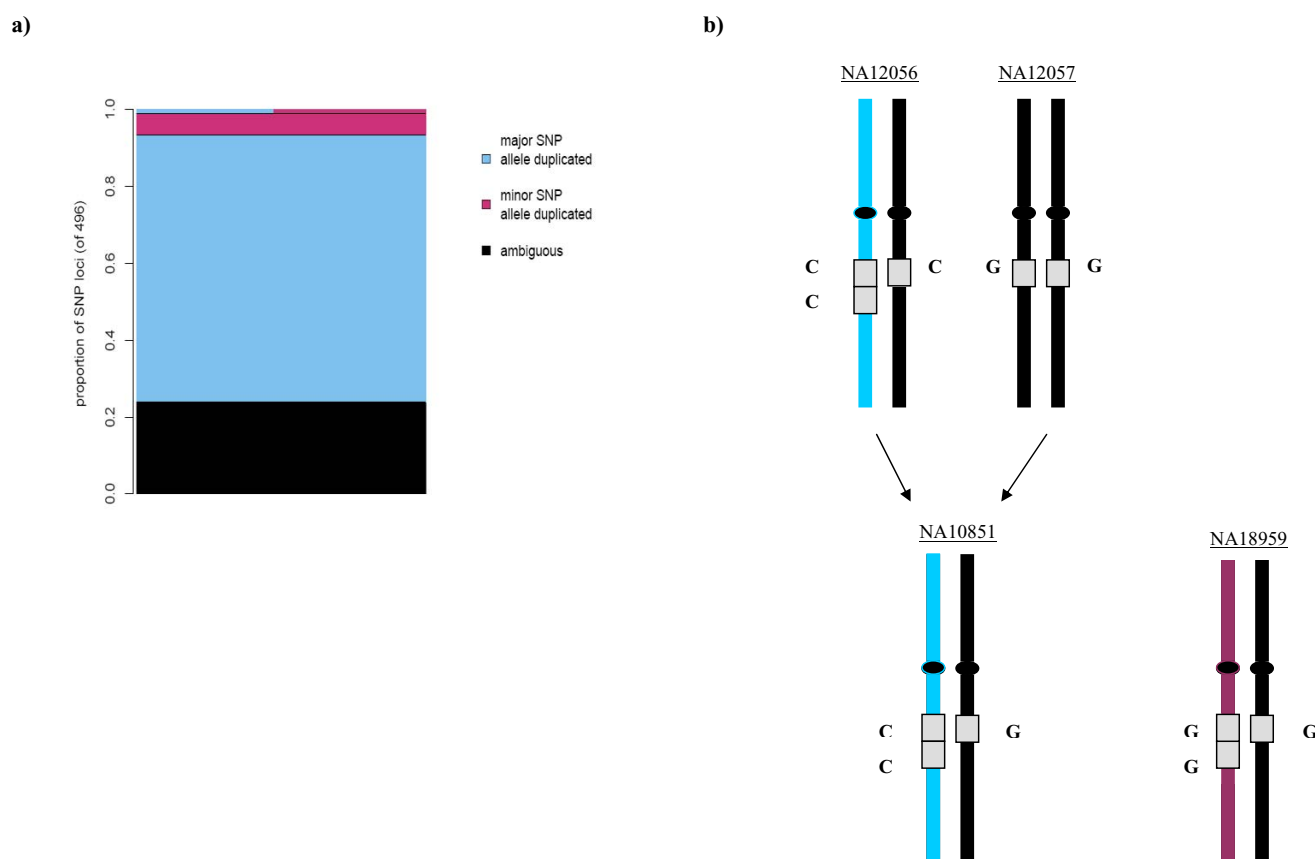 a)
proportion of SNP loci (of 496)
1.0
0.8
0.6
0.4
0.2
0.0
major SNP
allele duplicated
minor SNP
allele duplicated
ambiguous
b)
NA12056
NA12057
C
C
G
G
C
NA10851
NA18959
C
G
G
G
C
G